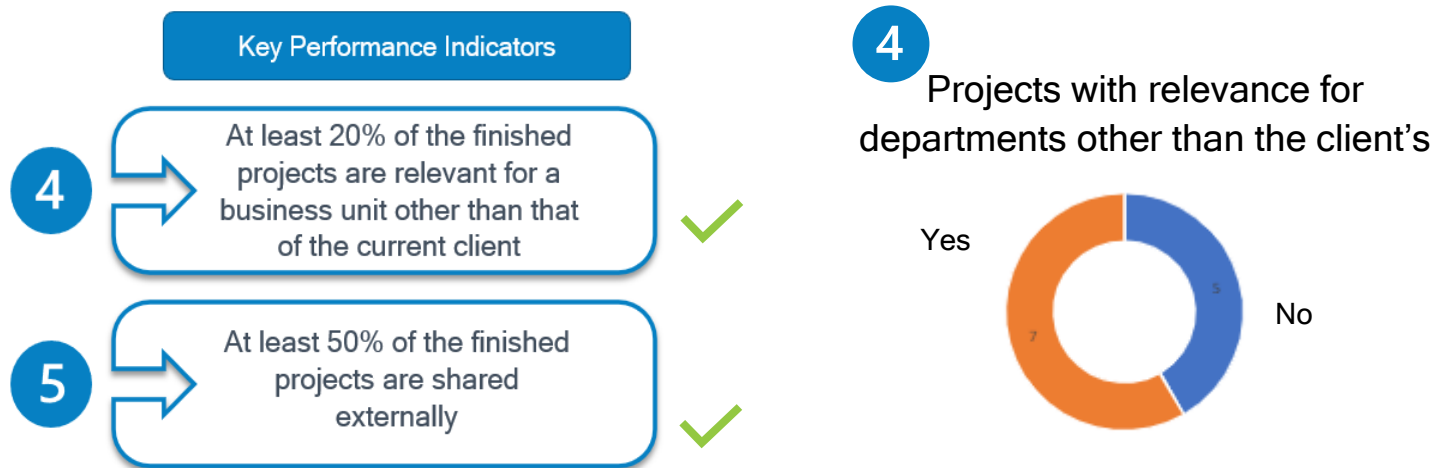 Key Performance Indicators
4
At least 20% of the finished
projects are relevant for a
business unit other than that
of the current client
5
At least 50% of the finished
projects are shared
externally
4
Projects with relevance for
departments other than the client’s
Yes
No
5
7